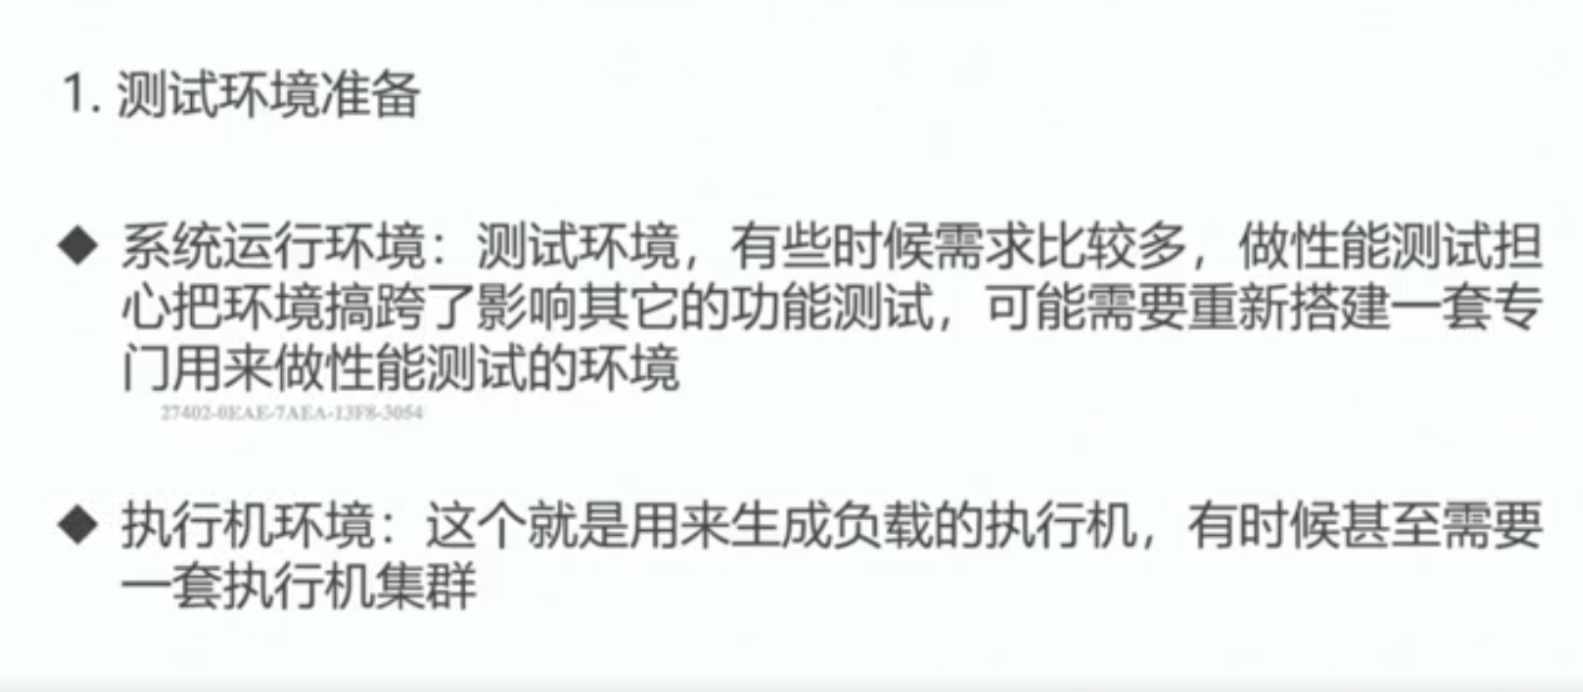 1. 测试环境准备
◆ 系统运行环境：测试环境，有些时候需求比较多，做性能测试担
心把环境搞跨了影响其它的功能测试，可能需要重新搭建一套专
门用来做性能测试的环境
27402-0EAE-7AEA-13F8-3054
◆ 执行机环境：这个就是用来生成负载的执行机，有时候甚至需要
一套执行机集群